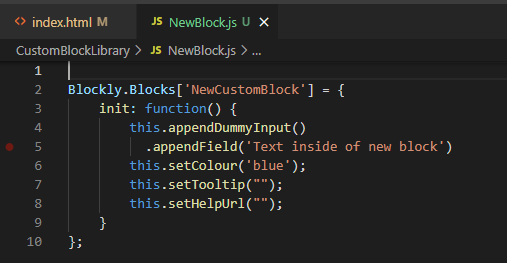 <> index.html M JS NewBlock.js U ×
CustomBlockLibrary > JS NewBlock.js > ...
1
2 Blockly.Blocks['NewCustomBlock'] = {
3 init: function() {
4 this.appendDummyInput()
5 .appendField('Text inside of new block')
6 this.setColour('blue');
7 this.setTooltip("");
8 this.setHelpUrl("");
9 }
10 };